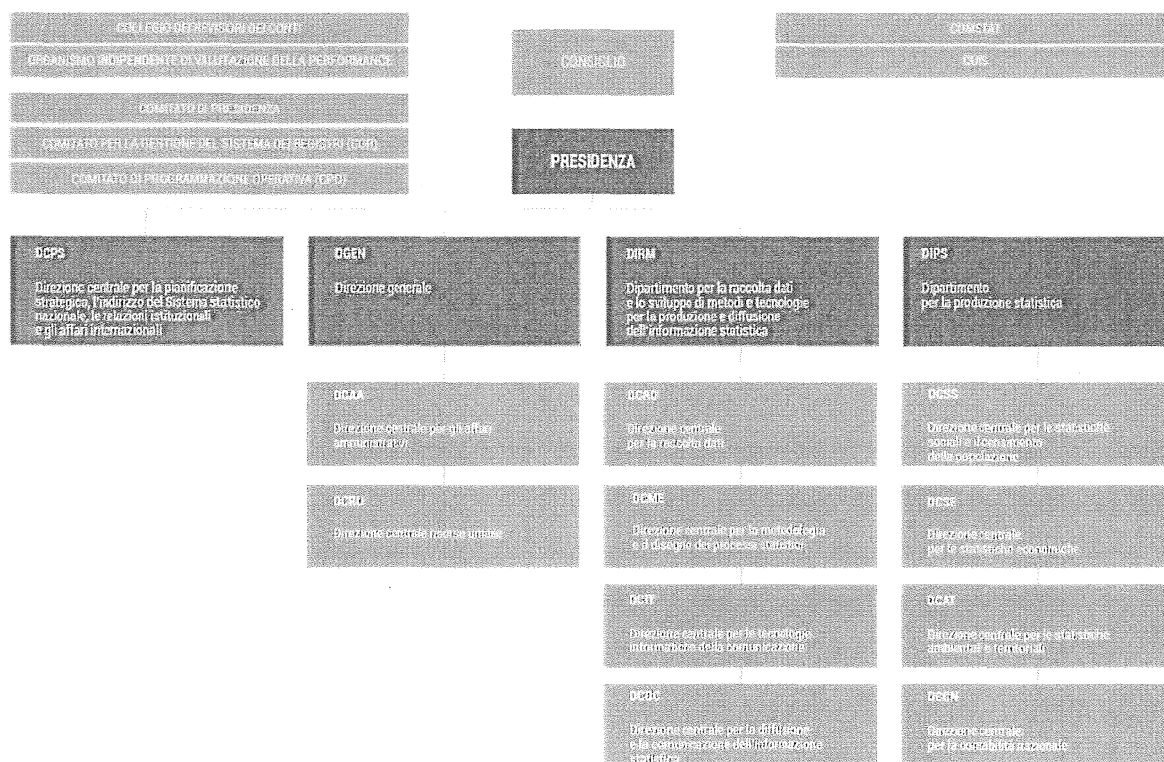 COLLEGIO DEI REVISORI DEI CONTI
ORGANISMO INDIPENDENTE DI VALUTAZIONE DELLA PERFORMANCE
COMITATO DI PRESIDENZA
COMITATO PER LA GESTIONE DEL SISTEMA DEI REGISTRI
COMITATO DI PROGRAMMAZIONE OPERATIVA (CPO)
CONSIGLIO
PRESIDENZA
COMSTAT
CUIS
DCPS
Direzione centrale per la pianificazione
strategica, l'indirizzo del Sistema statistico
nazionale, le relazioni istituzionali
e gli affari internazionali
DGEN
Direzione generale
DCAA
Direzione centrale per gli affari
amministrativi
DCRU
Direzione centrale risorse umane
DIRM
Dipartimento per la raccolta dati
e lo sviluppo di metodi e tecnologie
per la produzione e diffusione
dell'informazione statistica
DCRD
Direzione centrale
per la raccolta dati
DCME
Direzione centrale per la metodologia
e il disegno dei processi statistici
DCIT
Direzione centrale per le tecnologie
informatiche della comunicazione
DCDC
Direzione centrale per la diffusione
e la comunicazione dell'informazione
statistica
DIPS
Dipartimento
per la produzione statistica
DCSS
Direzione centrale per le statistiche
sociali e il censimento
della popolazione
DCSE
Direzione centrale
per le statistiche economiche
DCAT
Direzione centrale per le statistiche
ambientali e territoriali
DCCN
Direzione centrale
per la contabilità nazionale